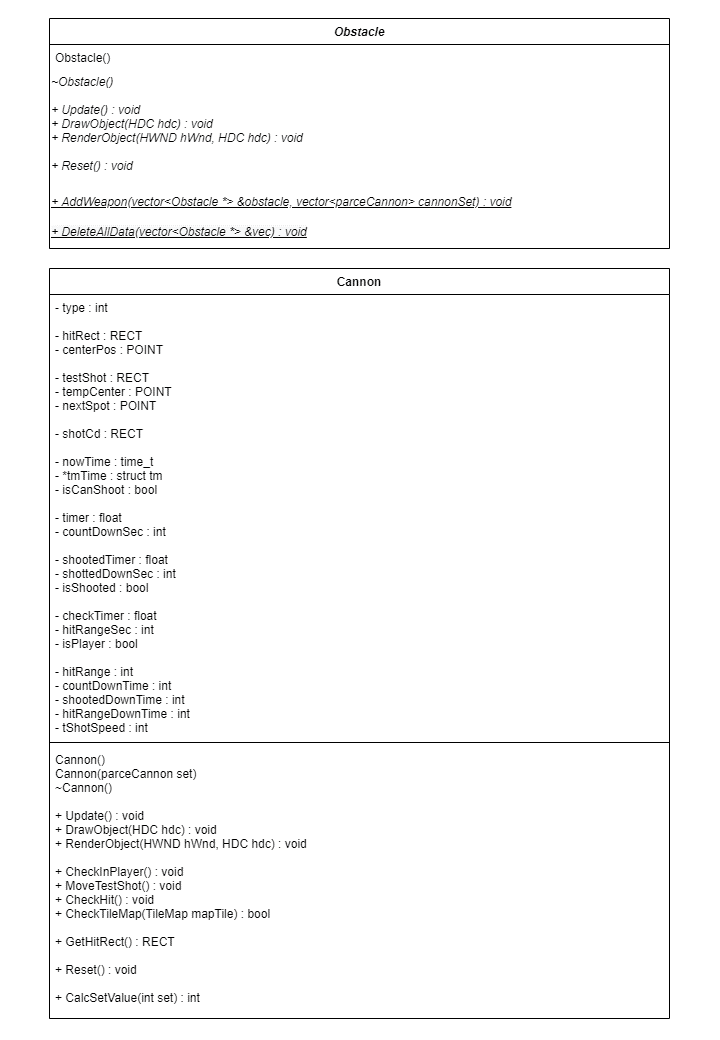 Obstacle
Obstacle()
~Obstacle()
+ Update() : void
+ DrawObject(HDC hdc) : void
+ RenderObject(HWND hWnd, HDC hdc) : void
+ Reset() : void
+ AddWeapon(vector<Obstacle *> &obstacle, vector<parceCannon> cannonSet) : void
+ DeleteAllData(vector<Obstacle *> &vec) : void
Cannon
- type : int
- hitRect : RECT
- centerPos : POINT
- testShot : RECT
- tempCenter : POINT
- nextSpot : POINT
- shotCd : RECT
- nowTime : time_t
- *tmTime : struct tm
- isCanShoot : bool
- timer : float
- countDownSec : int
- shootedTimer : float
- shottedDownSec : int
- isShooted : bool
- checkTimer : float
- hitRangeSec : int
- isPlayer : bool
- hitRange : int
- countDownTime : int
- shootedDownTime : int
- hitRangeDownTime : int
- tShotSpeed : int
Cannon()
Cannon(parceCannon set)
~Cannon()
+ Update() : void
+ DrawObject(HDC hdc) : void
+ RenderObject(HWND hWnd, HDC hdc) : void
+ CheckInPlayer() : void
+ MoveTestShot() : void
+ CheckHit() : void
+ CheckTileMap(TileMap mapTile) : bool
+ GetHitRect() : RECT
+ Reset() : void
+ CalcSetValue(int set) : int